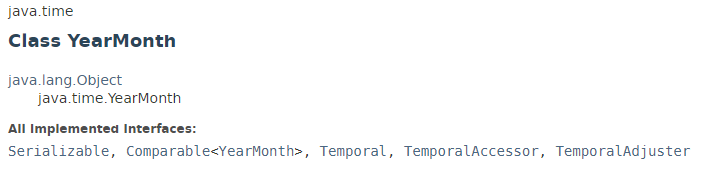 java.time
Class YearMonth
java.lang.Object
java.time.YearMonth
All Implemented Interfaces:
Serializable, Comparable<YearMonth>, Temporal, TemporalAccessor, TemporalAdjuster